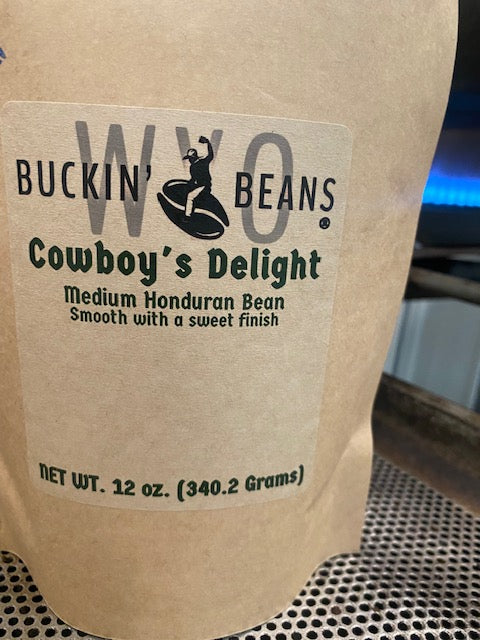 WYO
BUCKIN' BEANS
Cowboy's Delight
Medium Honduran Bean
Smooth with a sweet finish
NET WT. 12 oz. (340.2 Grams)